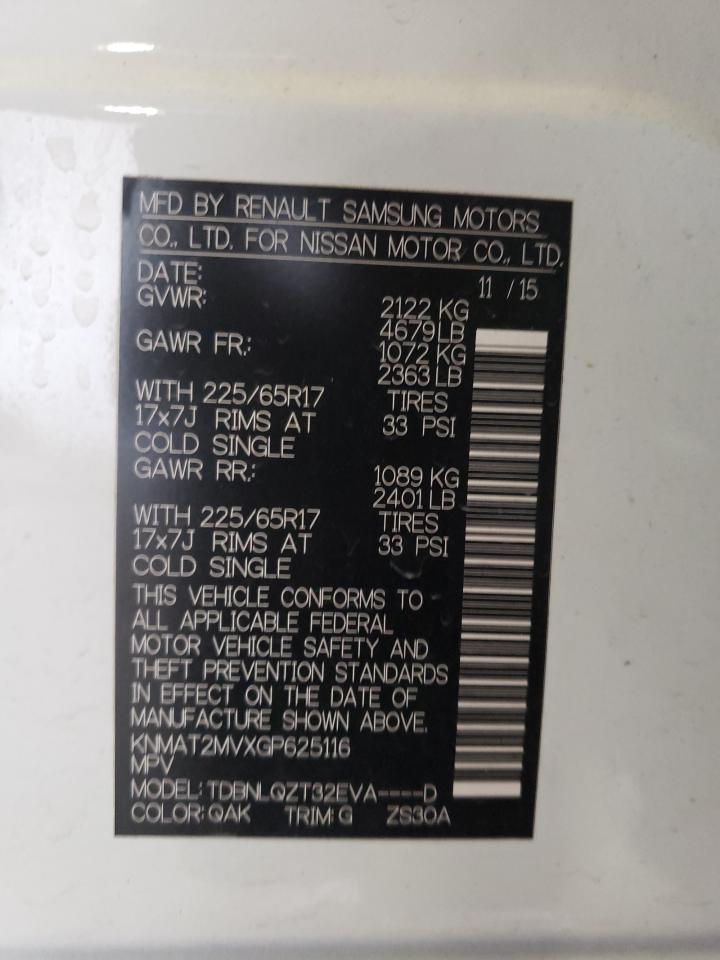 MFD BY RENAULT SAMSUNG MOTORS
CO., LTD. FOR NISSAN MOTOR CO., LTD.
DATE: 11 / 15
GVWR: 2122 KG
4679 LB
GAWR FR.: 1072 KG
2363 LB
WITH 225/65R17 TIRES
17x7J RIMS AT 33 PSI
COLD SINGLE
GAWR RR.: 1089 KG
2401 LB
WITH 225/65R17 TIRES
17x7J RIMS AT 33 PSI
COLD SINGLE
THIS VEHICLE CONFORMS TO
ALL APPLICABLE FEDERAL
MOTOR VEHICLE SAFETY AND
THEFT PREVENTION STANDARDS
IN EFFECT ON THE DATE OF
MANUFACTURE SHOWN ABOVE.
KNMAT2MVXGP625116
MPV
MODEL: TDBNLQZT32EVA----D
COLOR: QAK TRIM: G ZS30A